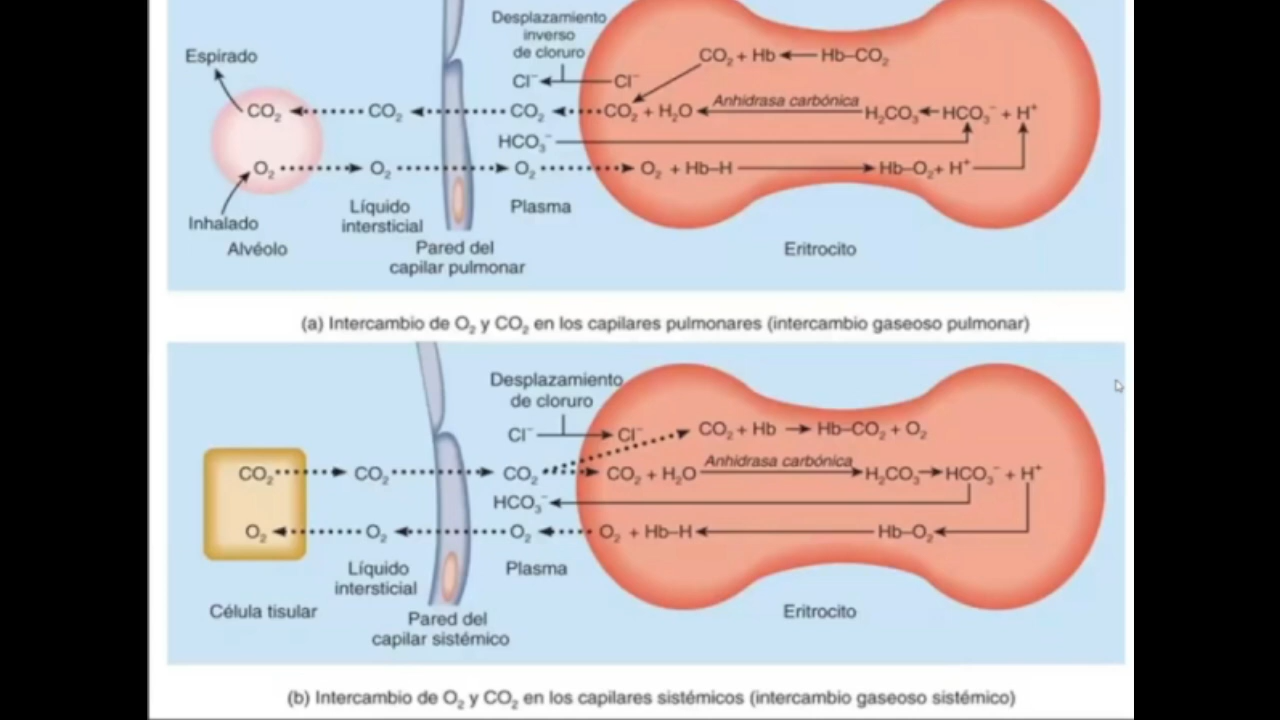 Desplazamiento
inverso
de cloruro
Espirado
CO₂ + Hb Hb–CO₂
Cl⁻ Cl⁻
CO₂ CO₂ CO₂ CO₂ + H₂O Anhidrasa carbónica H₂CO₃ HCO₃⁻ + H⁺
HCO₃⁻
O₂ O₂ O₂ O₂ + Hb–H Hb–O₂+ H⁺
Inhalado
Alvéolo
Líquido
intersticial
Plasma
Pared del
capilar pulmonar
Eritrocito
(a) Intercambio de O₂ y CO₂ en los capilares pulmonares (intercambio gaseoso pulmonar)
Desplazamiento
de cloruro
Cl⁻ Cl⁻ CO₂ + Hb Hb–CO₂ + O₂
CO₂ CO₂ CO₂ CO₂ + H₂O Anhidrasa carbónica H₂CO₃ HCO₃⁻ + H⁺
HCO₃⁻
O₂ O₂ O₂ O₂ + Hb–H Hb–O₂
Líquido
intersticial
Plasma
Célula tisular
Pared del
capilar sistémico
Eritrocito
(b) Intercambio de O₂ y CO₂ en los capilares sistémicos (intercambio gaseoso sistémico)